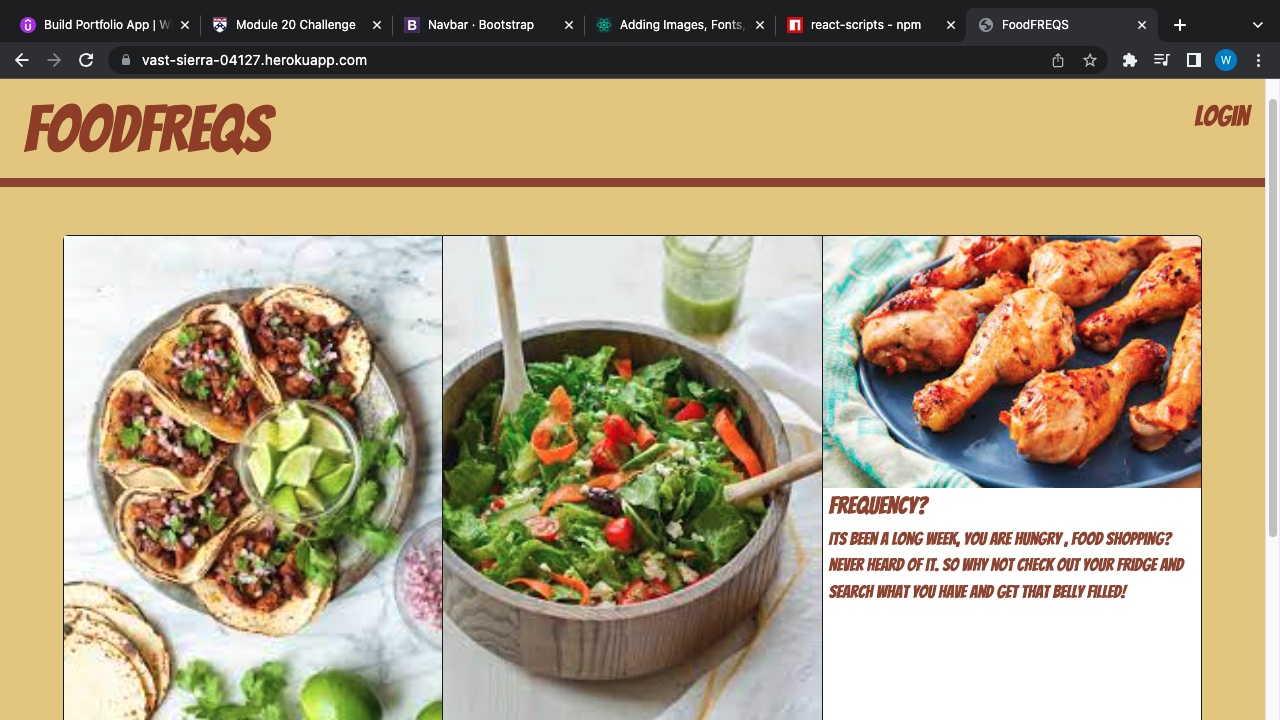 Build Portfolio App | W
Module 20 Challenge
B Navbar · Bootstrap
Adding Images, Fonts,
react-scripts - npm
FoodFREQS
vast-sierra-04127.herokuapp.com
W
FOODFREQS
LOGIN
FREQUENCY?
ITS BEEN A LONG WEEK, YOU ARE HUNGRY , FOOD SHOPPING?
NEVER HEARD OF IT. SO WHY NOT CHECK OUT YOUR FRIDGE AND
SEARCH WHAT YOU HAVE AND GET THAT BELLY FILLED!